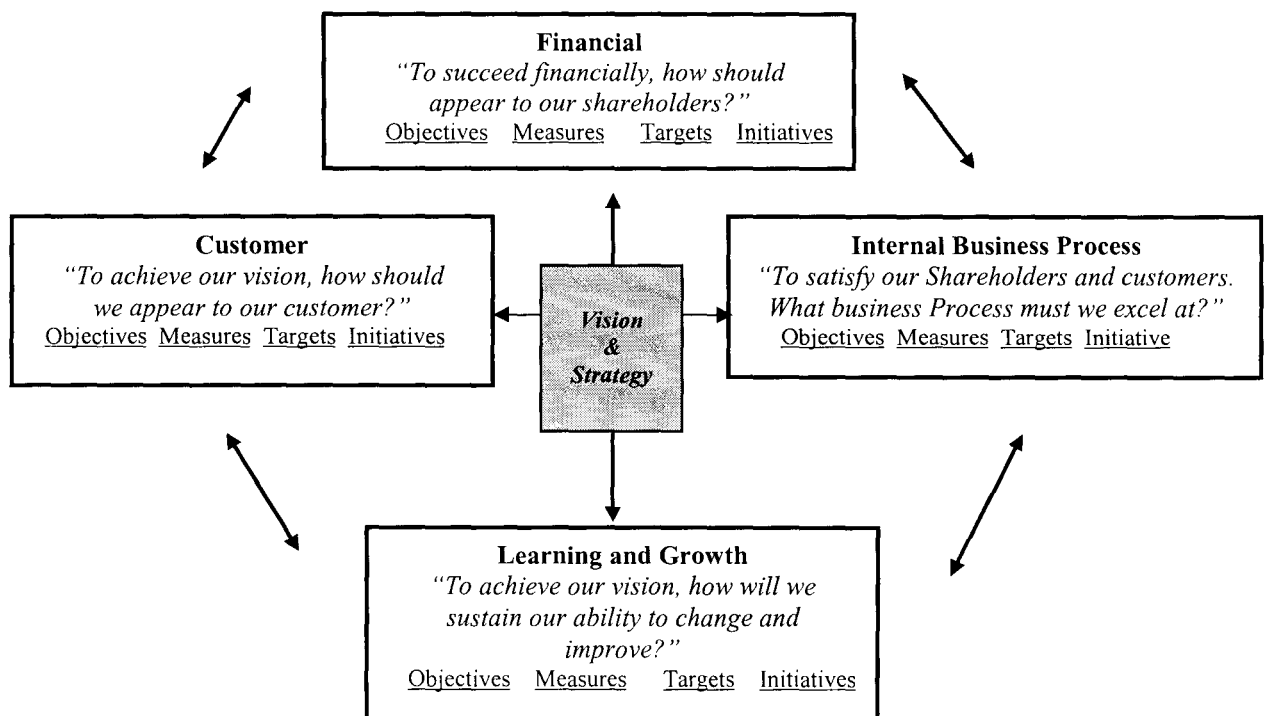 Financial
“To succeed financially, how should
appear to our shareholders?”
Objectives Measures Targets Initiatives
Customer
“To achieve our vision, how should
we appear to our customer?”
Objectives Measures Targets Initiatives
Vision
&
Strategy
Internal Business Process
“To satisfy our Shareholders and customers.
What business Process must we excel at?”
Objectives Measures Targets Initiative
Learning and Growth
“To achieve our vision, how will we
sustain our ability to change and
improve?”
Objectives Measures Targets Initiatives